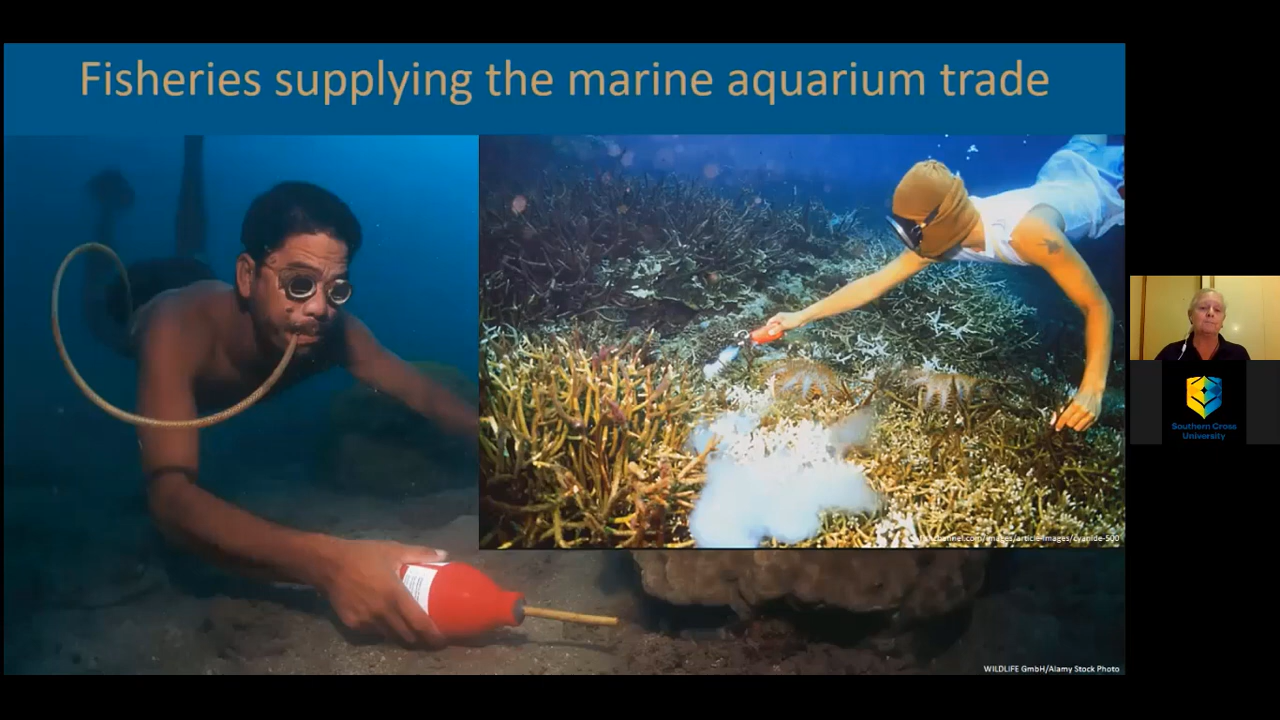 Fisheries supplying the marine aquarium trade
channel.com/images/article-images/cyanide-500
WILDLIFE GmbH/Alamy Stock Photo
Southern Cross
University